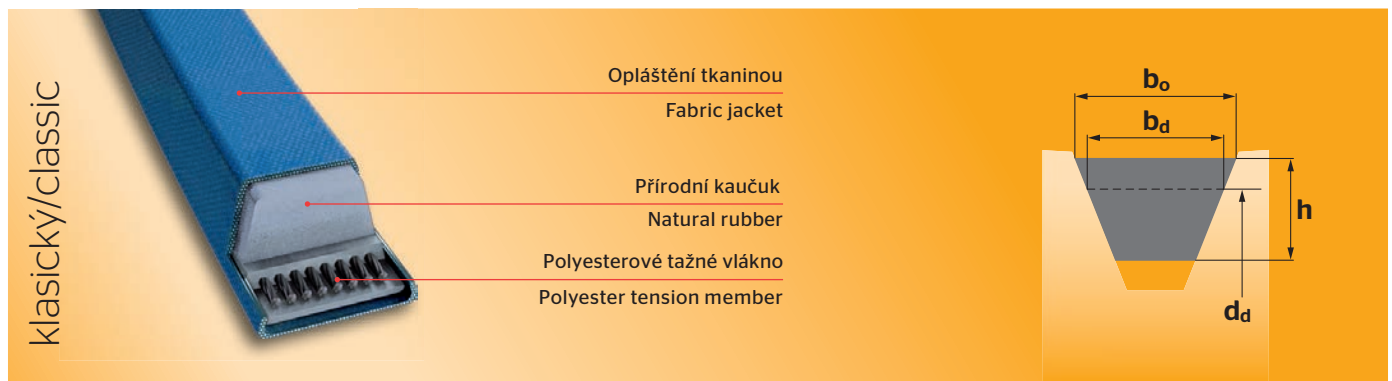 klasický/classic
Opláštění tkaninou
Fabric jacket
Přírodní kaučuk
Natural rubber
Polyesterové tažné vlákno
Polyester tension member
bo
bd
h
dd